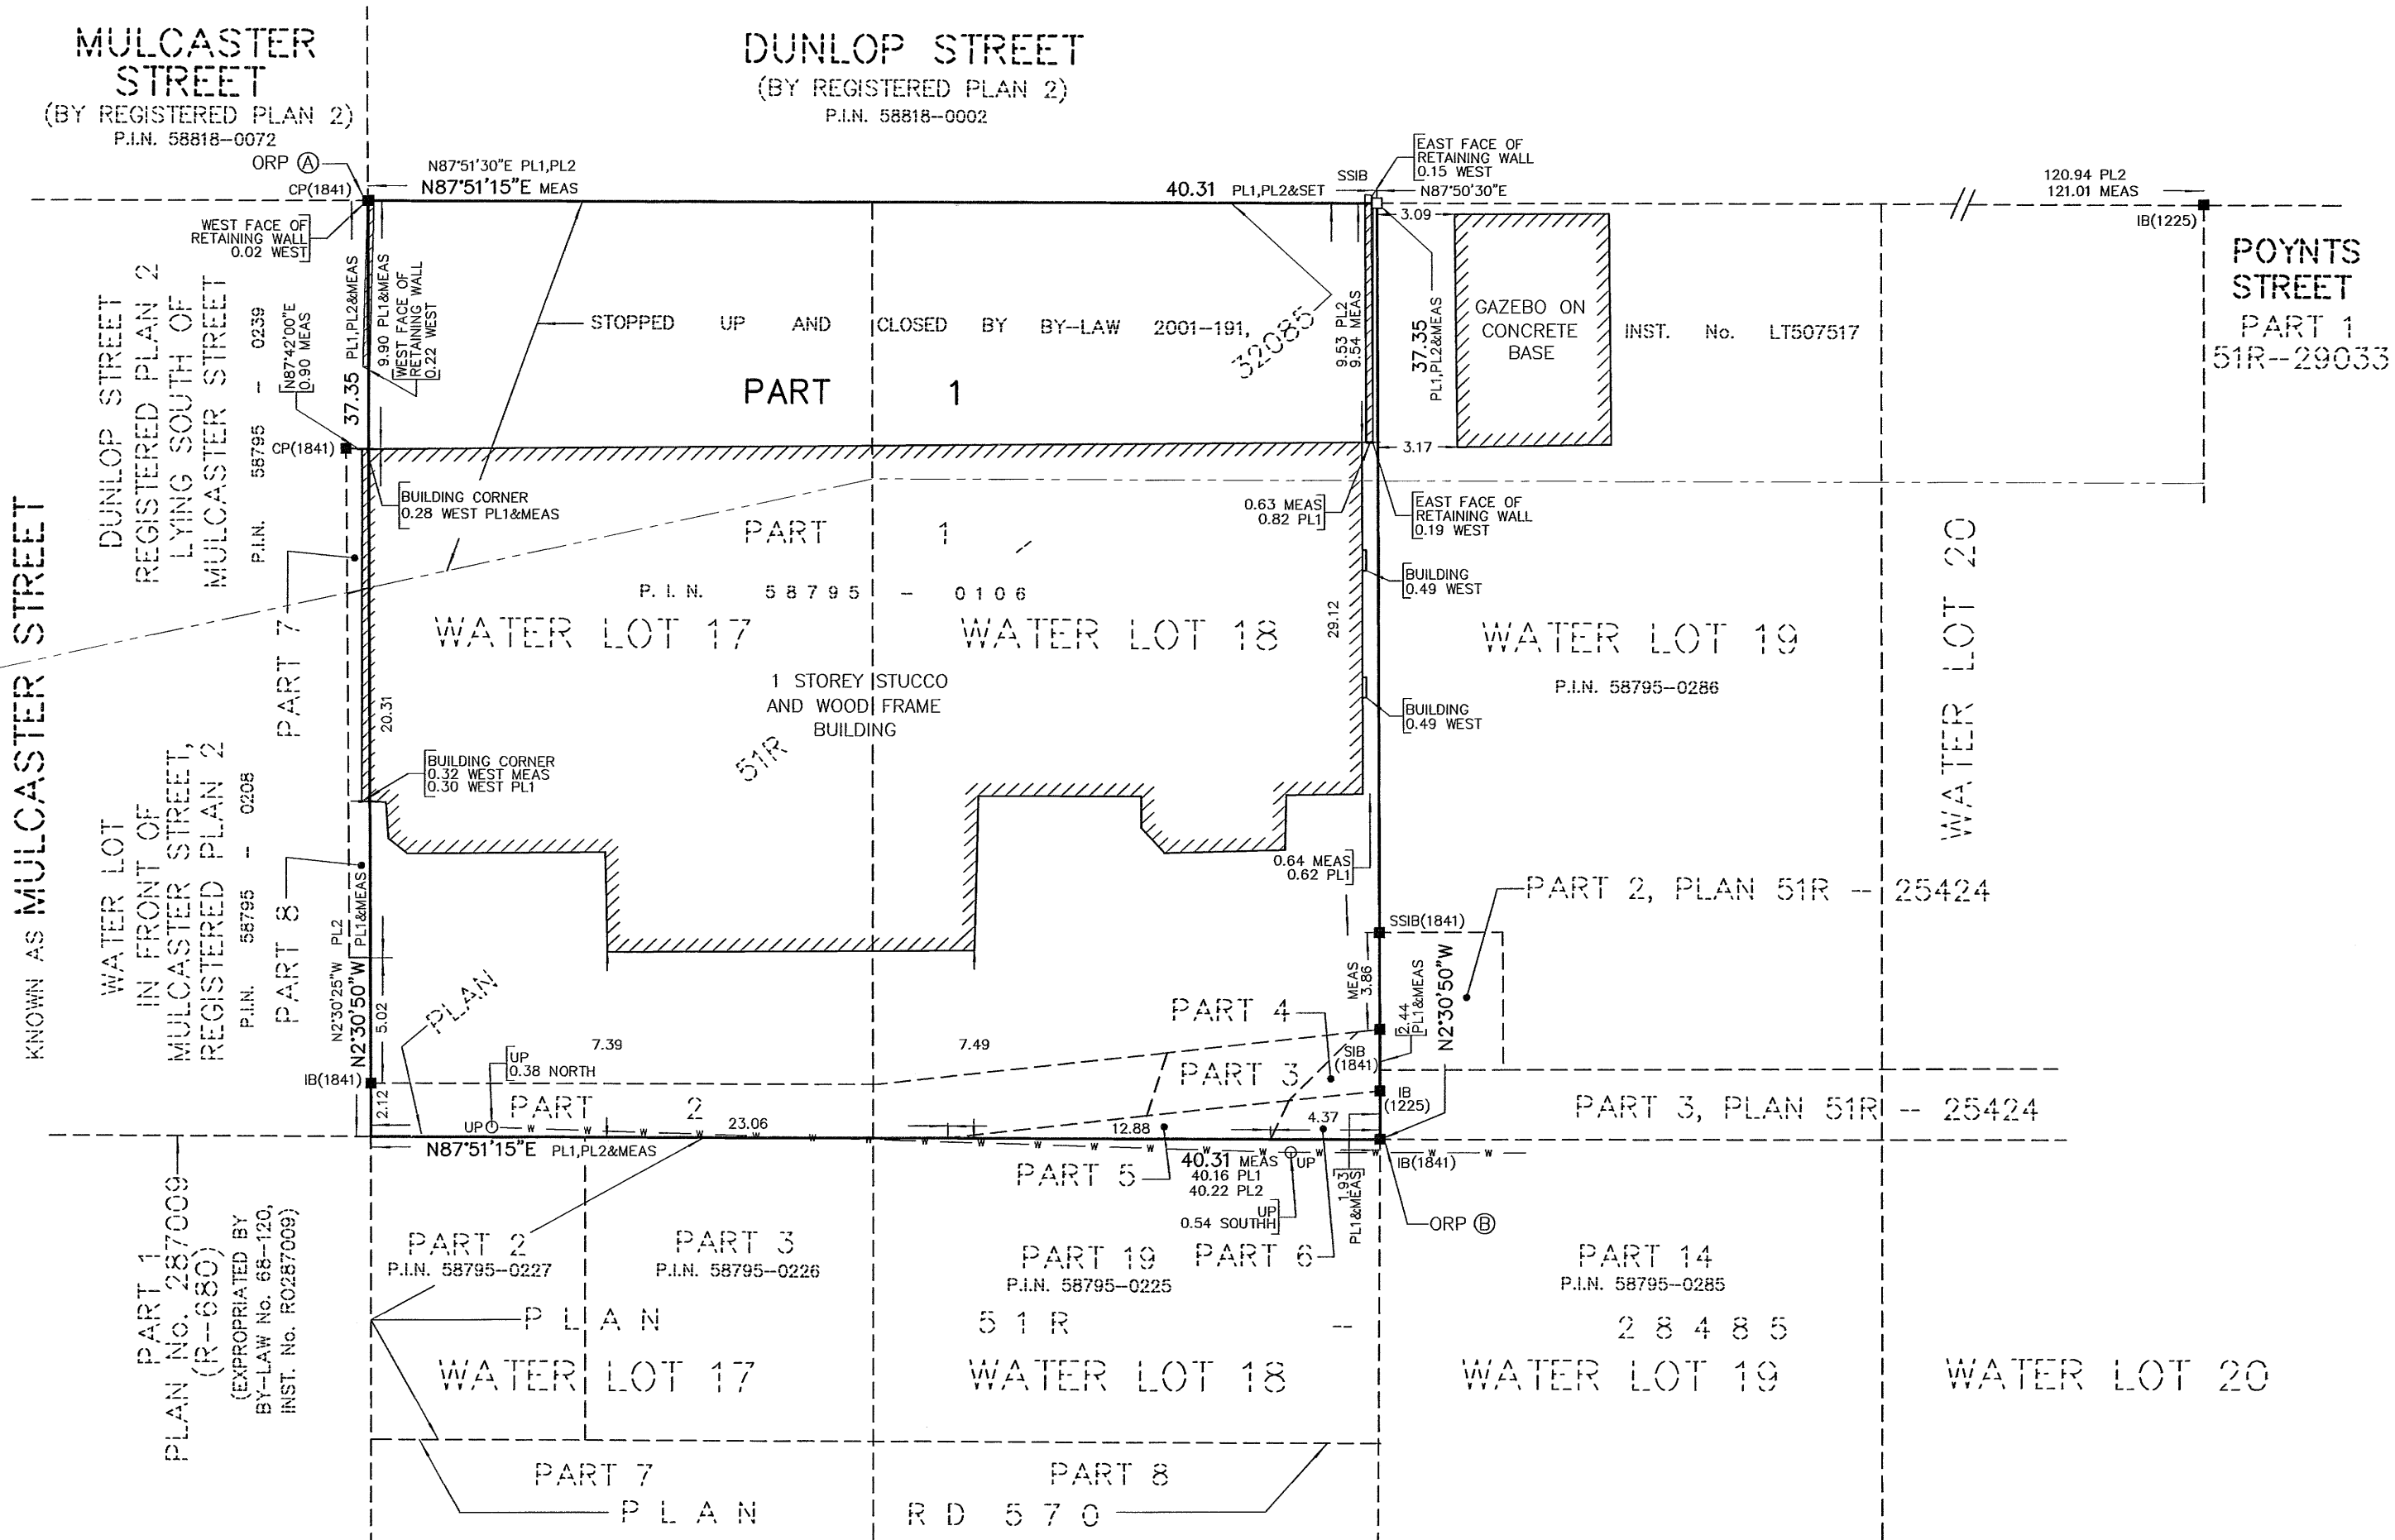 MULCASTER
STREET
(BY REGISTERED PLAN 2)
P.I.N. 58818--0072
ORP Ⓐ
DUNLOP STREET
(BY REGISTERED PLAN 2)
P.I.N. 58818--0002
N87°51'30"E PL1,PL2
CP(1841)
N87°51'15"E MEAS
40.31 PL1,PL2&SET
SSIB
EAST FACE OF
RETAINING WALL
0.15 WEST
N87°50'30"E
120.94 PL2
121.01 MEAS
IB(1225)
POYNTS
STREET
PART 1
51R--29033
WEST FACE OF
RETAINING WALL
0.02 WEST
37.35 PL1,PL2&MEAS
9.90 PL1&MEAS
WEST FACE OF
RETAINING WALL
0.22 WEST
N87°42'00"E
0.90 MEAS
DUNLOP STREET
REGISTERED PLAN 2
LYING SOUTH OF
MULCASTER STREET
P.I.N. 58795 - 0239
STOPPED UP AND CLOSED BY BY-LAW 2001-191,
INST. No. LT507517
PART 1
32085
9.53 PL2
9.54 MEAS
37.35
PL1,PL2&MEAS
3.09
GAZEBO ON
CONCRETE
BASE
3.17
CP(1841)
BUILDING CORNER
0.28 WEST PL1&MEAS
0.63 MEAS
0.82 PL1
EAST FACE OF
RETAINING WALL
0.19 WEST
PART 1
P.I.N. 58795 - 0106
BUILDING
0.49 WEST
WATER LOT 17
WATER LOT 18
29.12
WATER LOT 19
P.I.N. 58795--0286
WATER LOT 20
1 STOREY STUCCO
AND WOOD FRAME
BUILDING
51R
BUILDING
0.49 WEST
KNOWN AS MULCASTER STREET
PART 7
20.31
BUILDING CORNER
0.32 WEST MEAS
0.30 WEST PL1
WATER LOT
IN FRONT OF
MULCASTER STREET,
REGISTERED PLAN 2
P.I.N. 58795 - 0208
PART 8
0.64 MEAS
0.62 PL1
PART 2, PLAN 51R -- 25424
SSIB(1841)
N2°30'25"W PL2
N2°30'50"W PL1&MEAS
5.02
PLAN
MEAS
3.86
2.44
PL1&MEAS
N2°30'50"W
PART 4
7.39
7.49
UP
0.38 NORTH
IB(1841)
SIB
(1841)
PART 3
IB
(1225)
2.12
PART 2
PART 3, PLAN 51R -- 25424
UP
W W W W W W W W W W W W W W
23.06
12.88
4.37
N87°51'15"E PL1,PL2&MEAS
40.31 MEAS
40.16 PL1
40.22 PL2
UP
IB(1841)
PART 5
1.93
PL1&MEAS
UP
0.54 SOUTHH
ORP Ⓑ
PART 1
PLAN No. 287009
(R--680)
(EXPROPRIATED BY
BY-LAW No. 68-120,
INST. No. RO287009)
PART 2
P.I.N. 58795--0227
PART 3
P.I.N. 58795--0226
PART 19
P.I.N. 58795--0225
PART 6
PART 14
P.I.N. 58795--0285
PLAN 51R -- 28485
WATER LOT 17
WATER LOT 18
WATER LOT 19
WATER LOT 20
PART 7
PART 8
PLAN RD 570